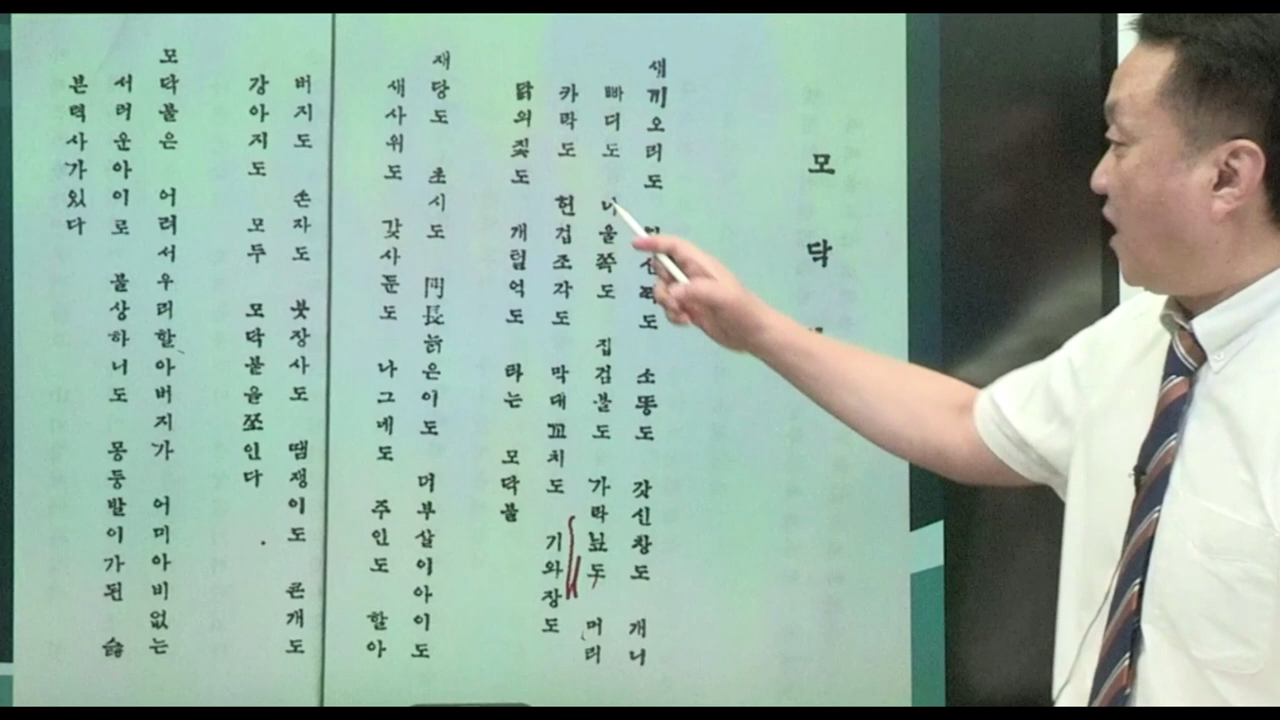 모닥
새끼오리도 소똥도 갓신창도 개니
빠디도 너울쪽도 집검불도 가락닢도 머리
카락도 헌겁조각도 막대꼬치도 기와장도
닭의짗도 개털억도 타는 모닥불
재당도 초시도 門長늙은이도 더부살이아이도
새사위도 갖사둔도 나그네도 주인도 할아
버지도 손자도 붓장사도 땜쟁이도 큰개도
강아지도 모두 모닥불을쪼인다
모닥불은 어려서우리할아버지가 어미아비없는
서러운아이로 불상하니도 몽둥발이가된 슳
븐력사가있다